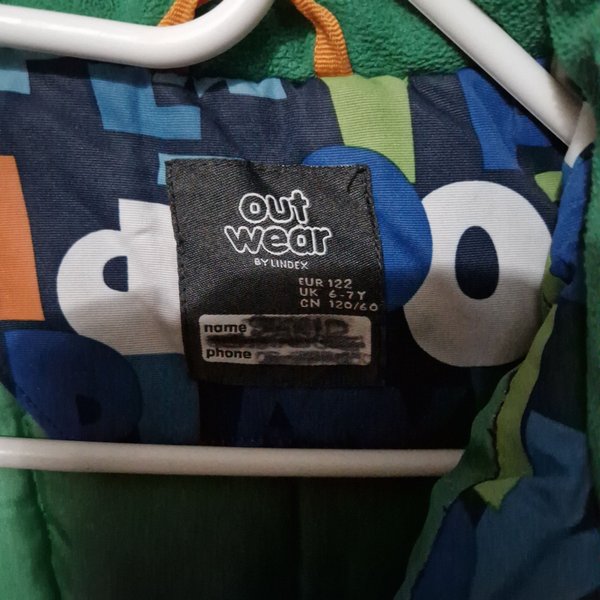 out
wear
BY LINDEX
EUR 122
UK 6-7Y
CN 120/60
name
phone